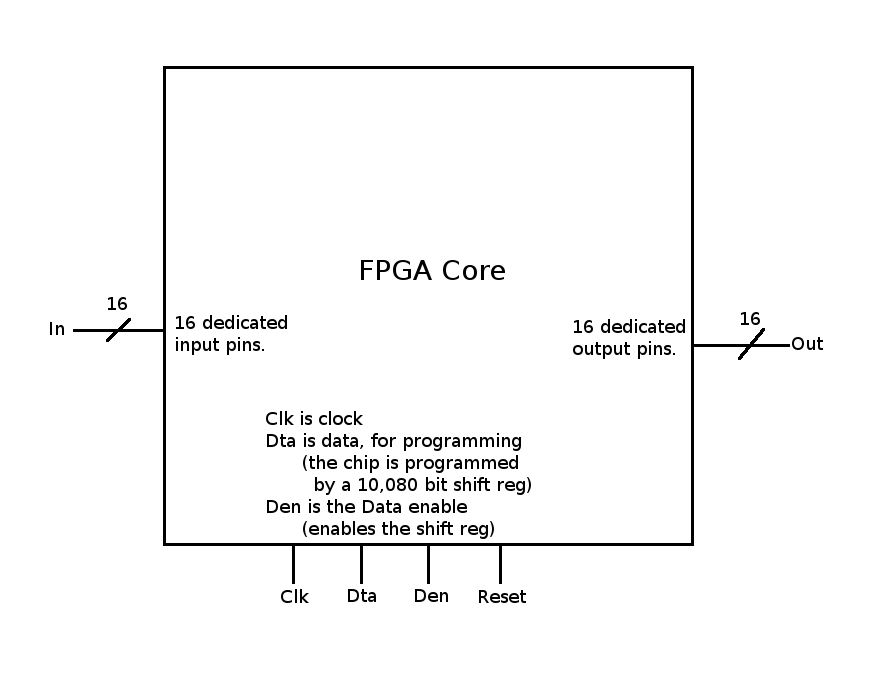 FPGA Core
16
In
16 dedicated
input pins.
16 dedicated
output pins.
16
Out
Clk is clock
Dta is data, for programming
(the chip is programmed
by a 10,080 bit shift reg)
Den is the Data enable
(enables the shift reg)
Clk
Dta
Den
Reset